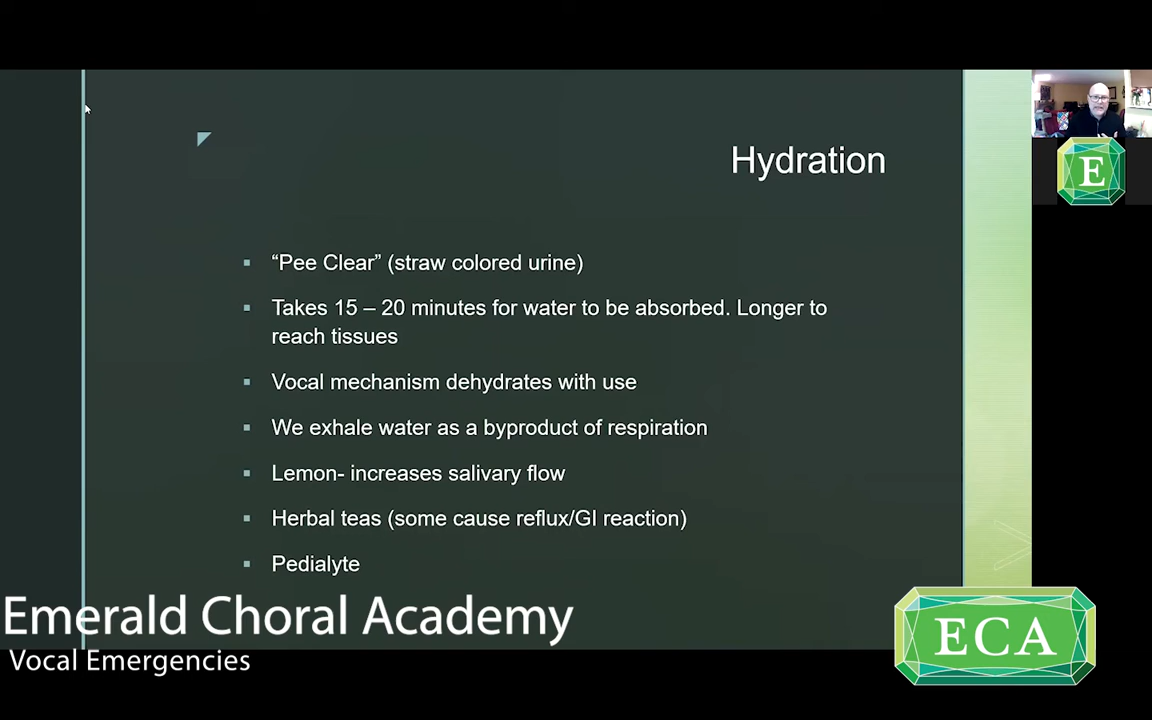 Hydration
E
▪ “Pee Clear” (straw colored urine)
▪ Takes 15 – 20 minutes for water to be absorbed. Longer to
reach tissues
▪ Vocal mechanism dehydrates with use
▪ We exhale water as a byproduct of respiration
▪ Lemon- increases salivary flow
▪ Herbal teas (some cause reflux/GI reaction)
▪ Pedialyte
Emerald Choral Academy
Vocal Emergencies
ECA